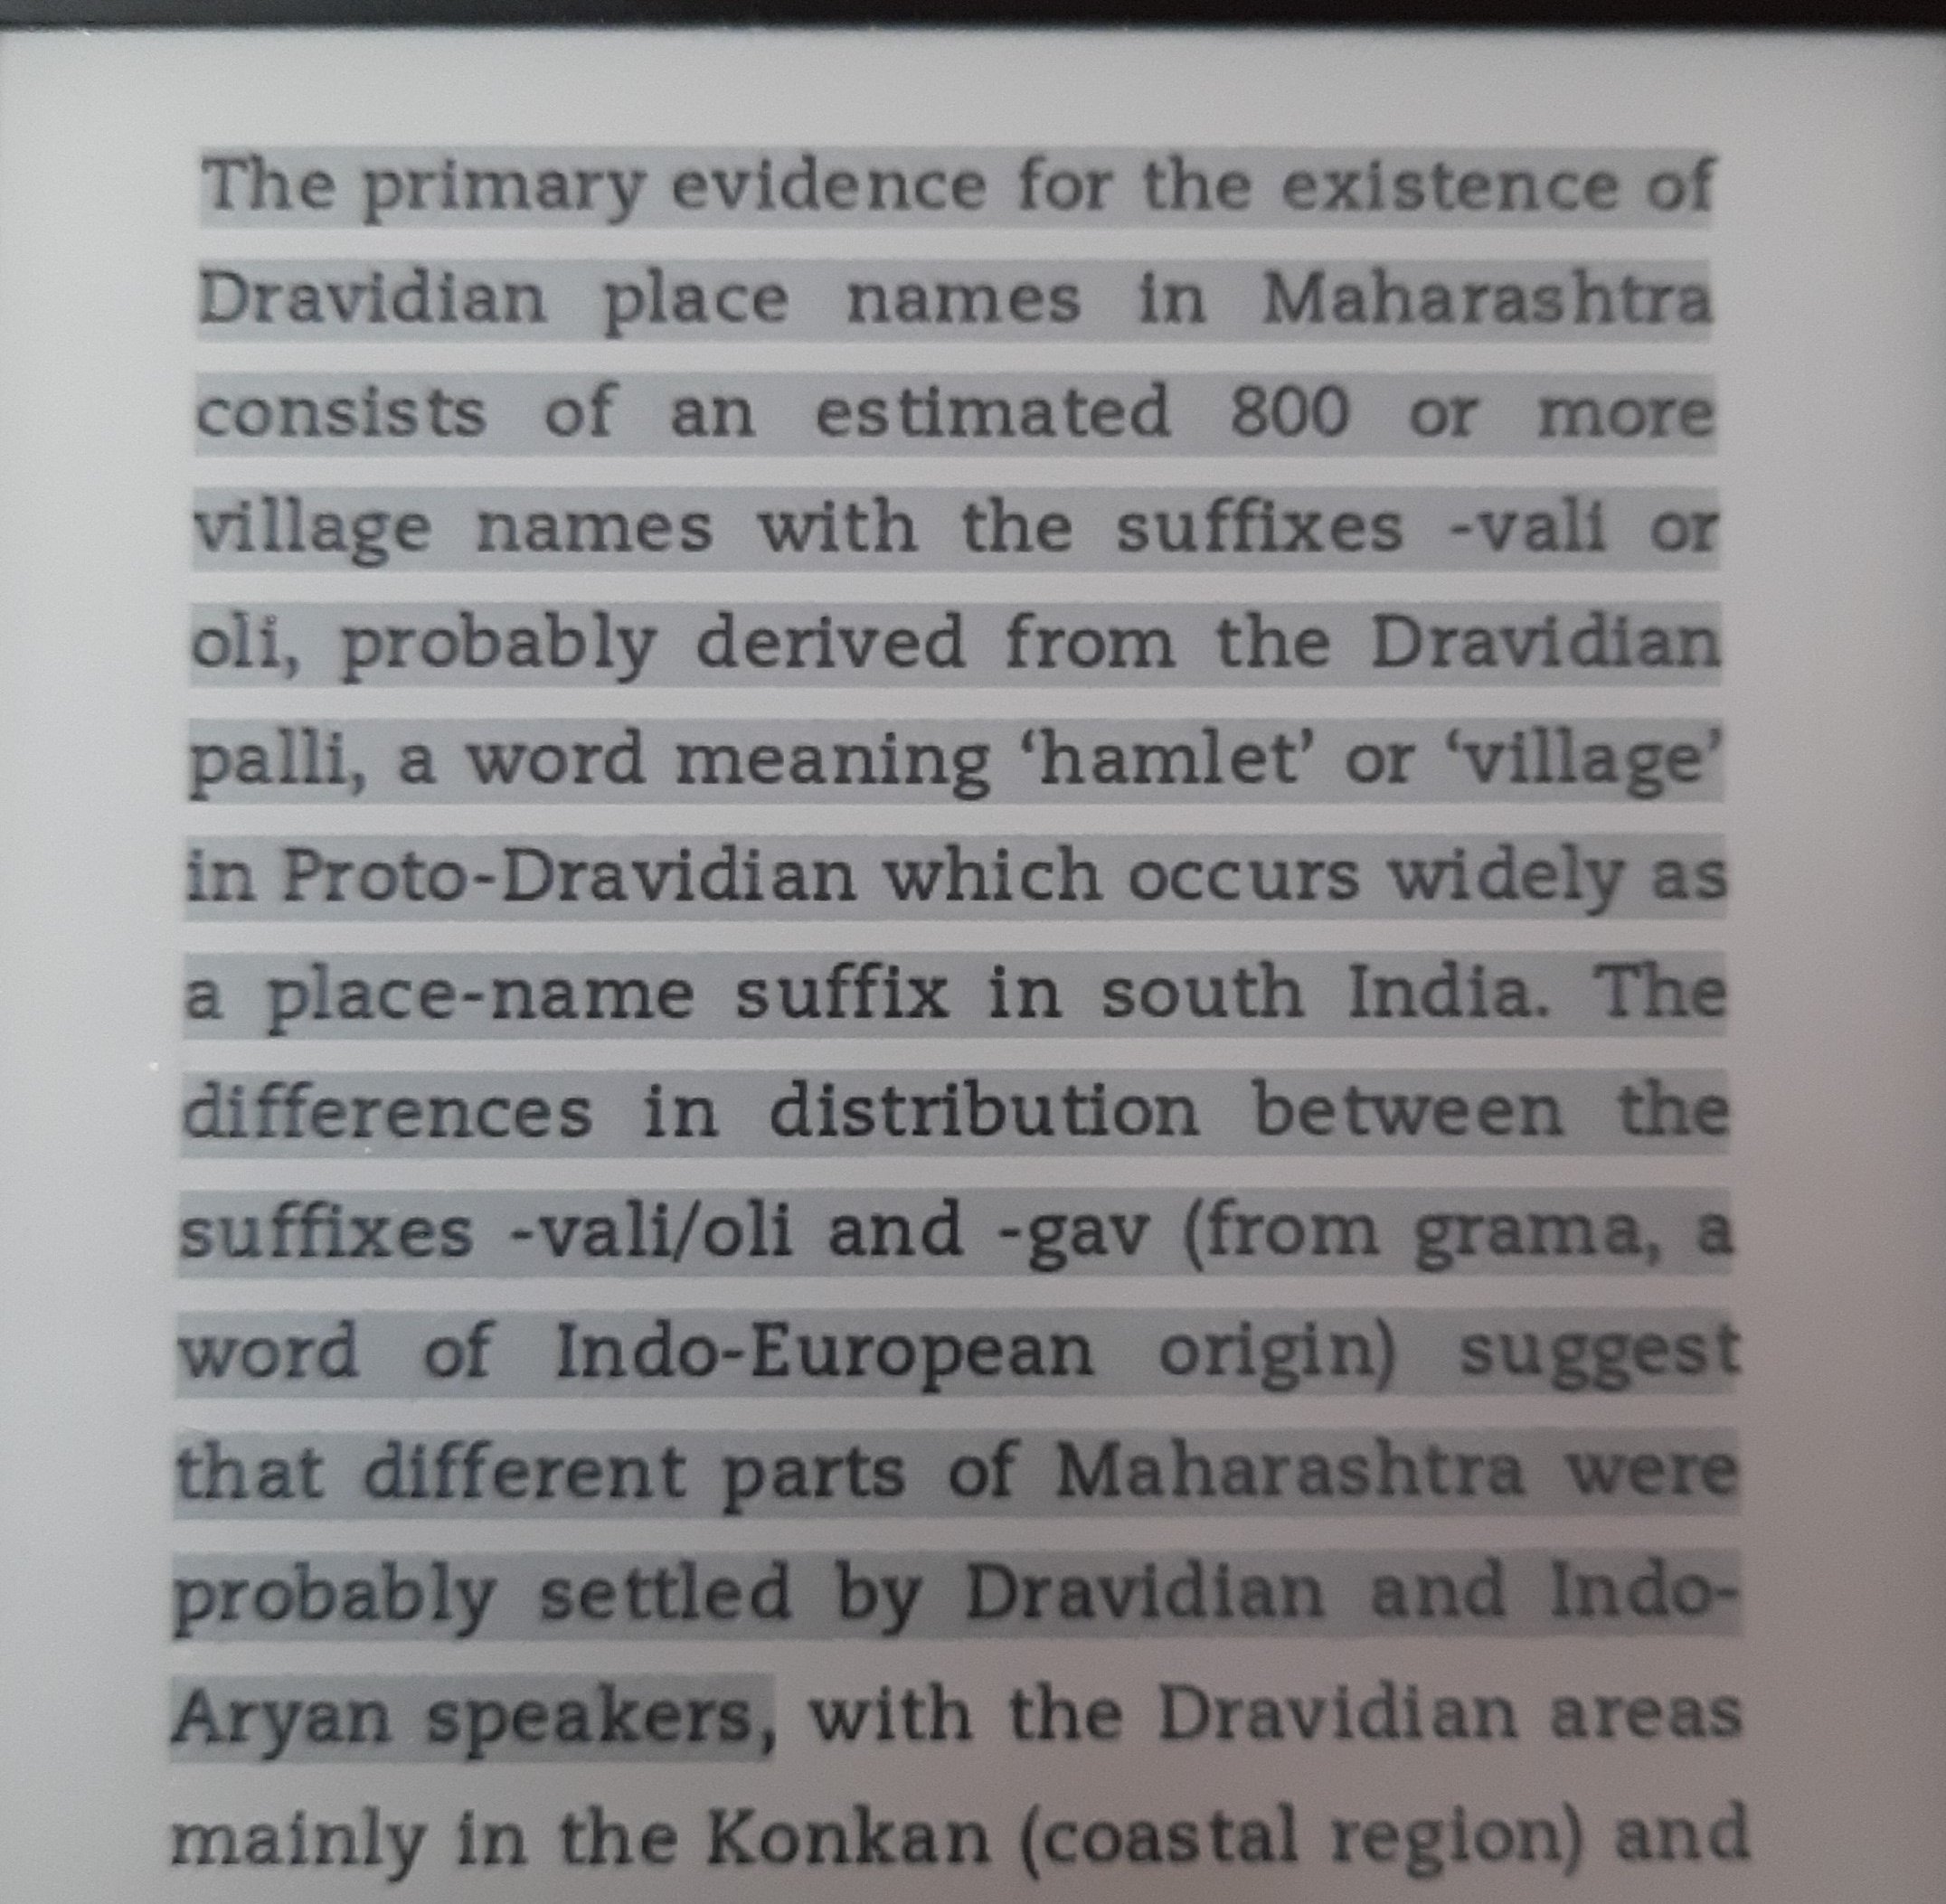 The primary evidence for the existence of
Dravidian place names in Maharashtra
consists of an estimated 800 or more
village names with the suffixes -vali or
oli, probably derived from the Dravidian
palli, a word meaning ‘hamlet’ or ‘village’
in Proto-Dravidian which occurs widely as
a place-name suffix in south India. The
differences in distribution between the
suffixes -vali/oli and -gav (from grama, a
word of Indo-European origin) suggest
that different parts of Maharashtra were
probably settled by Dravidian and Indo-
Aryan speakers, with the Dravidian areas
mainly in the Konkan (coastal region) and